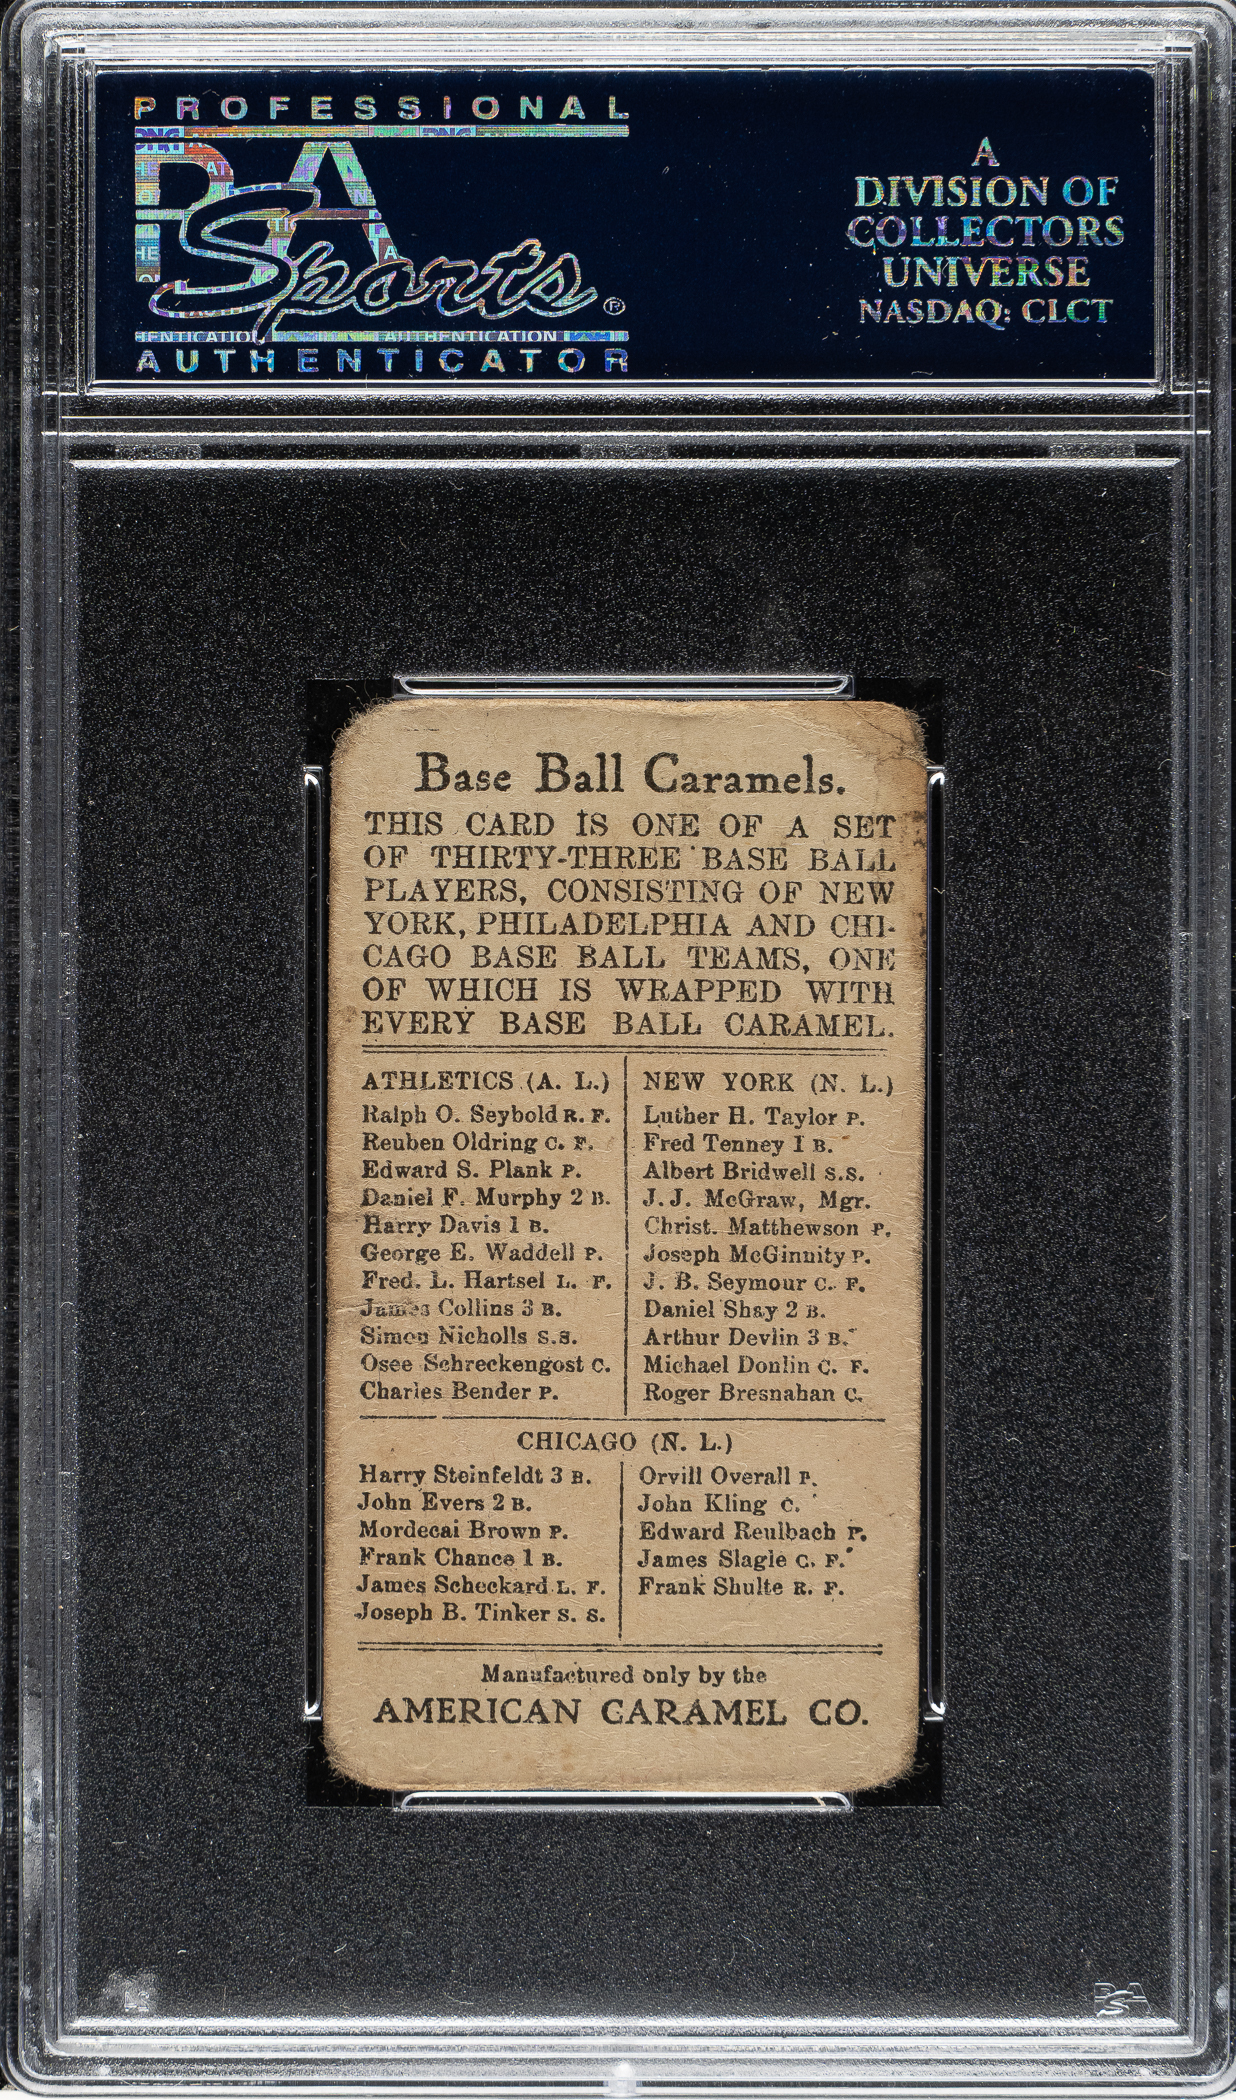 PROFESSIONAL
PSA
Sports®
AUTHENTICATOR
A
DIVISION OF
COLLECTORS
UNIVERSE
NASDAQ: CLCT
Base Ball Caramels.
THIS CARD IS ONE OF A SET
OF THIRTY-THREE BASE BALL
PLAYERS, CONSISTING OF NEW
YORK, PHILADELPHIA AND CHI-
CAGO BASE BALL TEAMS, ONE
OF WHICH IS WRAPPED WITH
EVERY BASE BALL CARAMEL.
ATHLETICS (A. L.)
Ralph O. Seybold R. F.
Reuben Oldring C. F.
Edward S. Plank P.
Daniel F. Murphy 2 B.
Harry Davis 1 B.
George E. Waddell P.
Fred. L. Hartsel L. F.
James Collins 3 B.
Simon Nicholls S.S.
Osee Schreckengost C.
Charles Bender P.
NEW YORK (N. L.)
Luther H. Taylor P.
Fred Tenney 1 B.
Albert Bridwell S.S.
J. J. McGraw, Mgr.
Christ. Matthewson P.
Joseph McGinnity P.
J. B. Seymour C. F.
Daniel Shay 2 B.
Arthur Devlin 3 B.
Michael Donlin C. F.
Roger Bresnahan C.
CHICAGO (N. L.)
Harry Steinfeldt 3 B.
John Evers 2 B.
Mordecai Brown P.
Frank Chance 1 B.
James Scheckard L. F.
Joseph B. Tinker S. S.
Orvill Overall P.
John Kling C.
Edward Reulbach P.
James Slagle C. F.
Frank Shulte R. F.
Manufactured only by the
AMERICAN CARAMEL CO.
PSA